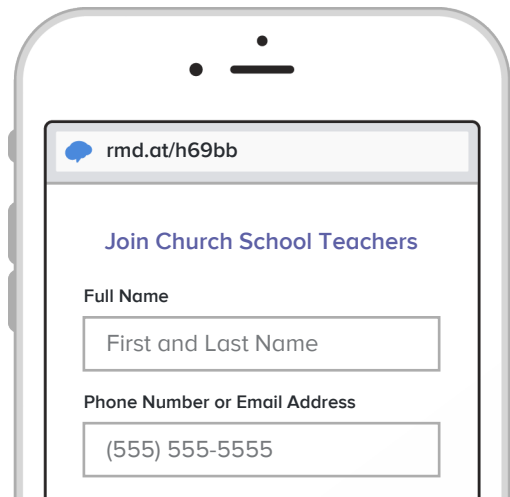 rmd.at/h69bb
Join Church School Teachers
Full Name
First and Last Name
Phone Number or Email Address
(555) 555-5555